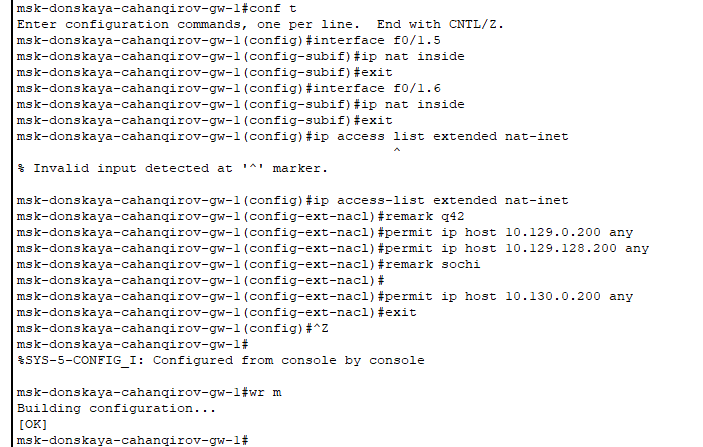 msk-donskaya-cahanqirov-gw-1#conf t
Enter configuration commands, one per line.  End with CNTL/Z.
msk-donskaya-cahanqirov-gw-1(config)#interface f0/1.5
msk-donskaya-cahanqirov-gw-1(config-subif)#ip nat inside
msk-donskaya-cahanqirov-gw-1(config-subif)#exit
msk-donskaya-cahanqirov-gw-1(config)#interface f0/1.6
msk-donskaya-cahanqirov-gw-1(config-subif)#ip nat inside
msk-donskaya-cahanqirov-gw-1(config-subif)#exit
msk-donskaya-cahanqirov-gw-1(config)#ip access list extended nat-inet
^
% Invalid input detected at '^' marker.
msk-donskaya-cahanqirov-gw-1(config)#ip access-list extended nat-inet
msk-donskaya-cahanqirov-gw-1(config-ext-nacl)#remark q42
msk-donskaya-cahanqirov-gw-1(config-ext-nacl)#permit ip host 10.129.0.200 any
msk-donskaya-cahanqirov-gw-1(config-ext-nacl)#permit ip host 10.129.128.200 any
msk-donskaya-cahanqirov-gw-1(config-ext-nacl)#remark sochi
msk-donskaya-cahanqirov-gw-1(config-ext-nacl)#
msk-donskaya-cahanqirov-gw-1(config-ext-nacl)#permit ip host 10.130.0.200 any
msk-donskaya-cahanqirov-gw-1(config-ext-nacl)#exit
msk-donskaya-cahanqirov-gw-1(config)#^Z
msk-donskaya-cahanqirov-gw-1#
%SYS-5-CONFIG_I: Configured from console by console
msk-donskaya-cahanqirov-gw-1#wr m
Building configuration...
[OK]
msk-donskaya-cahanqirov-gw-1#